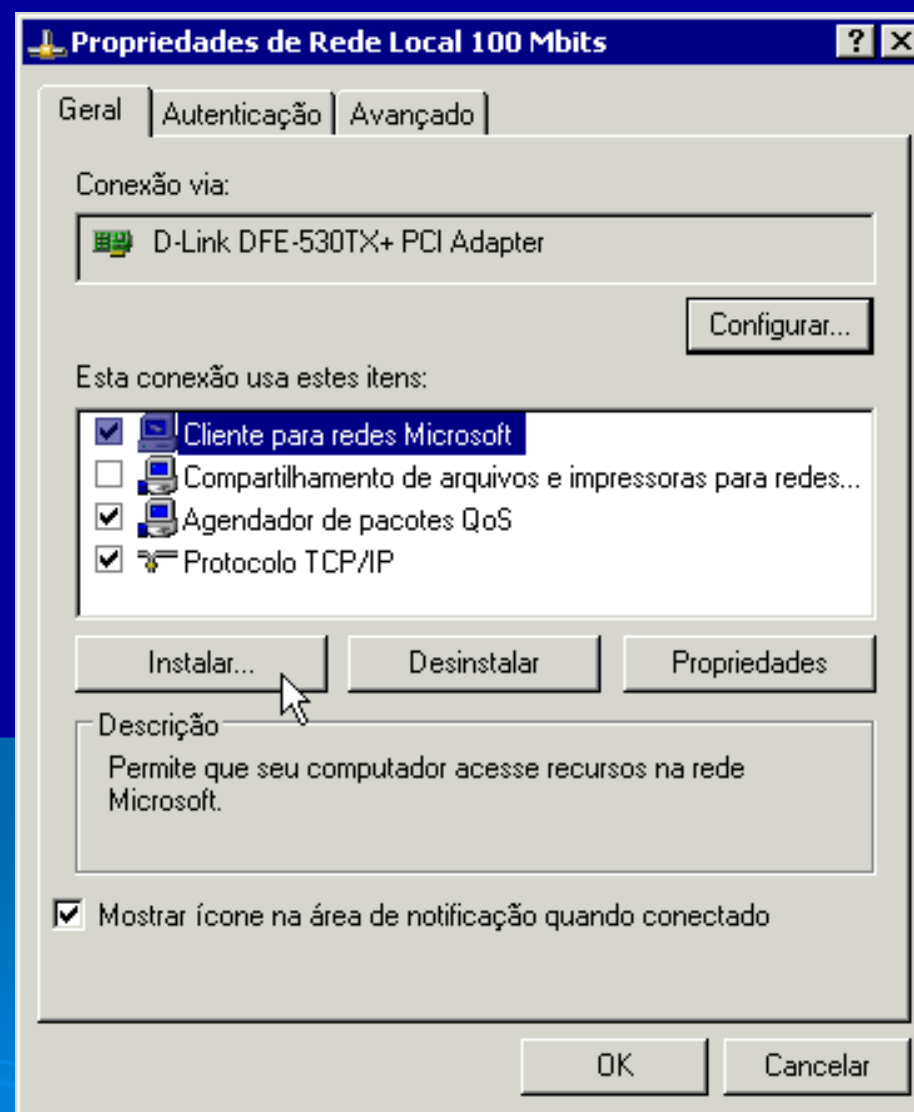 Propriedades de Rede Local 100 Mbits
Geral Autenticação Avançado
Conexão via:
D-Link DFE-530TX+ PCI Adapter
Configurar...
Esta conexão usa estes itens:
Cliente para redes Microsoft
Compartilhamento de arquivos e impressoras para redes...
Agendador de pacotes QoS
Protocolo TCP/IP
Instalar... Desinstalar Propriedades
Descrição
Permite que seu computador acesse recursos na rede
Microsoft.
Mostrar ícone na área de notificação quando conectado
OK Cancelar